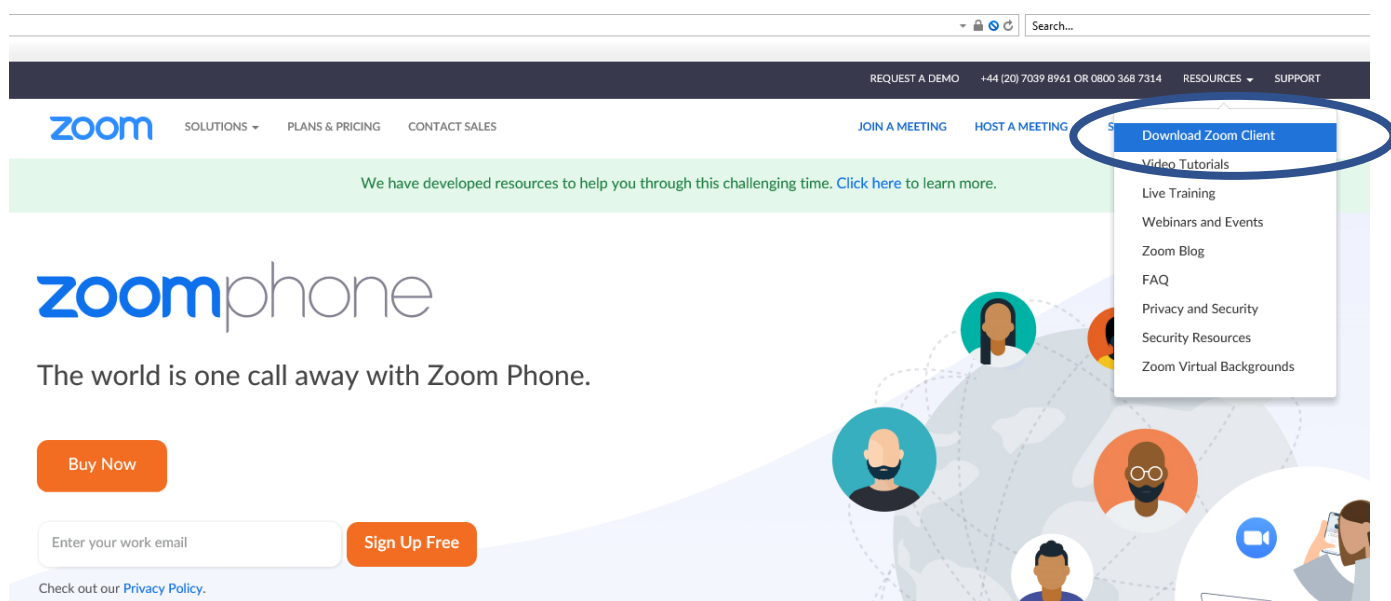 Search...
REQUEST A DEMO +44 (20) 7039 8961 OR 0800 368 7314 RESOURCES SUPPORT
zoom SOLUTIONS PLANS & PRICING CONTACT SALES JOIN A MEETING HOST A MEETING
Download Zoom Client
Video Tutorials
Live Training
Webinars and Events
Zoom Blog
FAQ
Privacy and Security
Security Resources
Zoom Virtual Backgrounds
We have developed resources to help you through this challenging time. Click here to learn more.
zoomphone
The world is one call away with Zoom Phone.
Buy Now
Enter your work email
Sign Up Free
Check out our Privacy Policy.